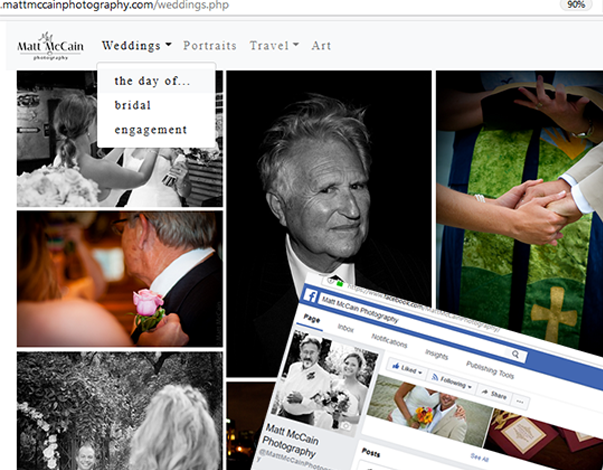 .mattmccainphotography.com/weddings.php
90%
Matt McCain
photography
Weddings Portraits Travel Art
the day of...
bridal
engagement
https://www.facebook.com/MattMcCainPhotography/
Matt McCain Photography
Page Inbox Notifications Insights Publishing Tools
Liked Following Share ...
See All
Matt McCain
Photography
@MattMcCainPhotography
Posts